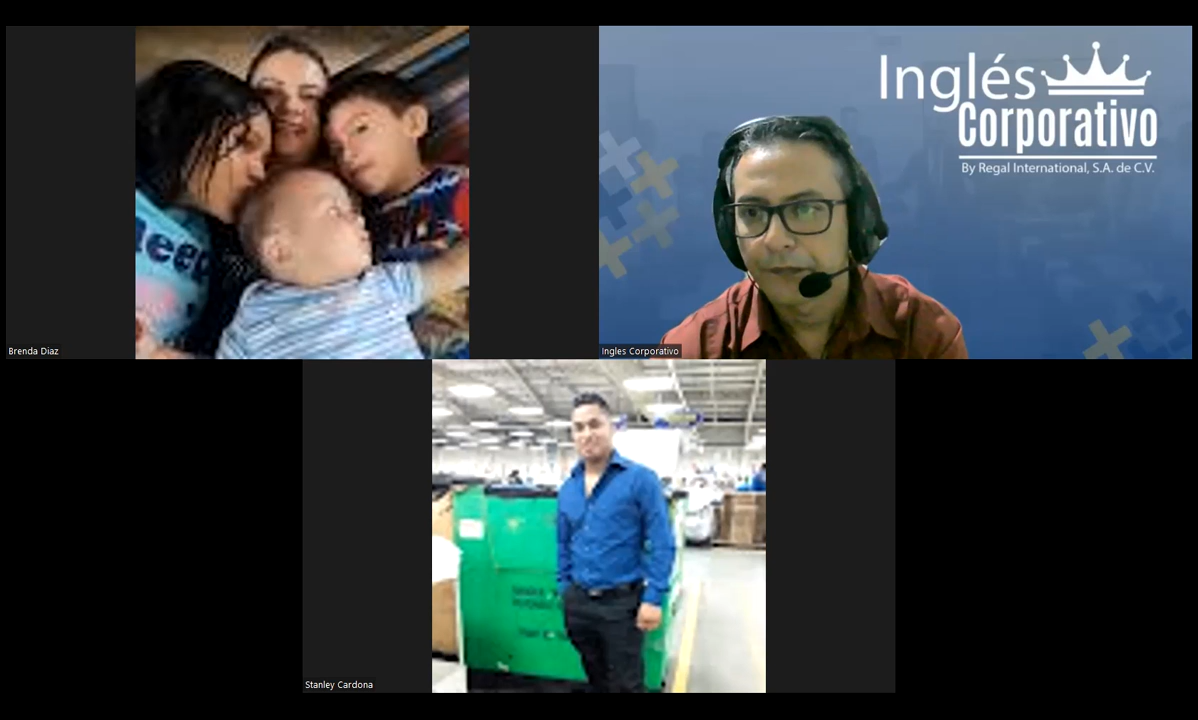 Inglés
Corporativo
By Regal International, S.A. de C.V.
Brenda Diaz
Ingles Corporativo
Stanley Cardona